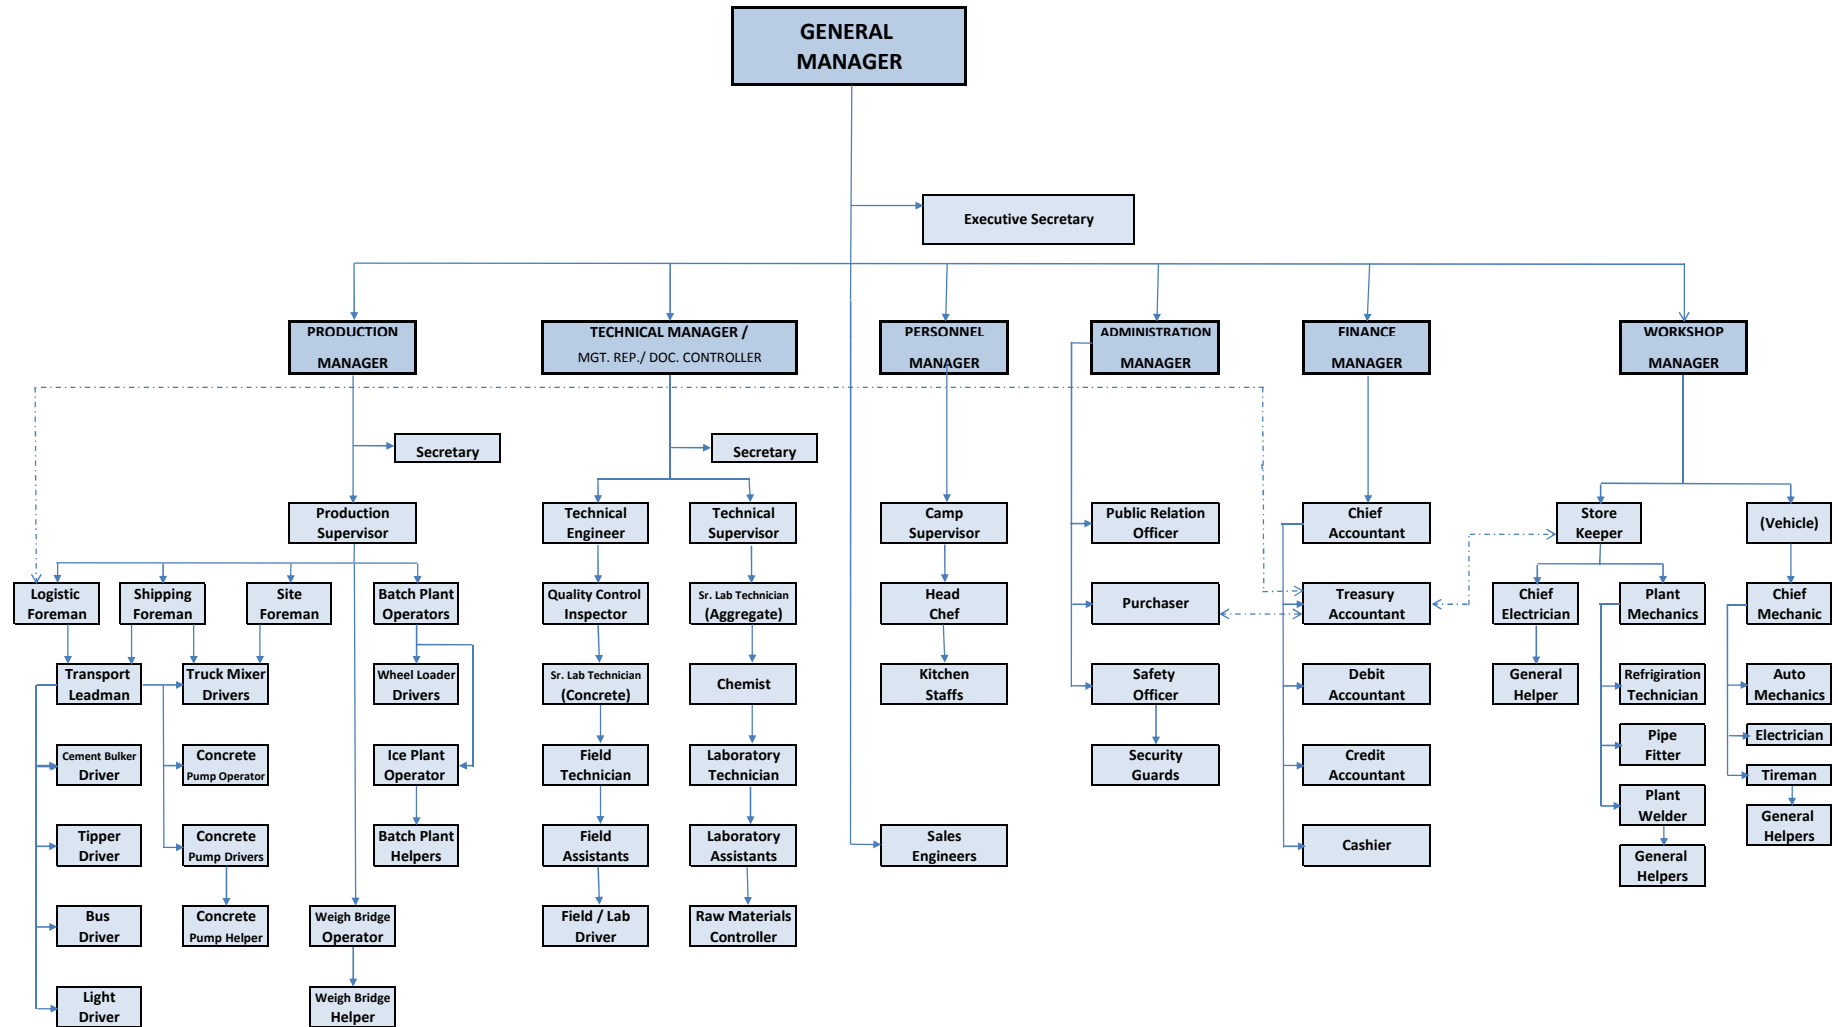 GENERAL
MANAGER
Executive Secretary
PRODUCTION
MANAGER
TECHNICAL MANAGER /
MGT. REP./ DOC. CONTROLLER
PERSONNEL
MANAGER
ADMINISTRATION
MANAGER
FINANCE
MANAGER
WORKSHOP
MANAGER
Secretary
Secretary
Production
Supervisor
Technical
Engineer
Technical
Supervisor
Camp
Supervisor
Public Relation
Officer
Chief
Accountant
Store
Keeper
(Vehicle)
Logistic
Foreman
Shipping
Foreman
Site
Foreman
Batch Plant
Operators
Quality Control
Inspector
Sr. Lab Technician
(Aggregate)
Head
Chef
Purchaser
Treasury
Accountant
Chief
Electrician
Plant
Mechanics
Chief
Mechanic
Transport
Leadman
Truck Mixer
Drivers
Wheel Loader
Drivers
Sr. Lab Technician
(Concrete)
Chemist
Kitchen
Staffs
Safety
Officer
Debit
Accountant
General
Helper
Refrigiration
Technician
Auto
Mechanics
Cement Bulker
Driver
Concrete
Pump Operator
Ice Plant
Operator
Field
Technician
Laboratory
Technician
Security
Guards
Credit
Accountant
Pipe
Fitter
Electrician
Tireman
Plant
Welder
General
Helpers
Tipper
Driver
Concrete
Pump Drivers
Batch Plant
Helpers
Field
Assistants
Laboratory
Assistants
Sales
Engineers
Cashier
General
Helpers
Bus
Driver
Concrete
Pump Helper
Weigh Bridge
Operator
Field / Lab
Driver
Raw Materials
Controller
Light
Driver
Weigh Bridge
Helper